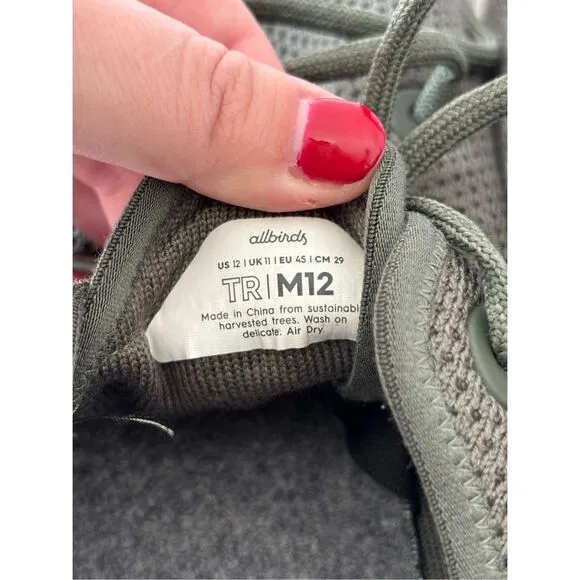 allbirds
US 12 | UK 11 | EU 45 | CM 29
TR | M12
Made in China from sustainabl
harvested trees. Wash on
delicate. Air Dry.